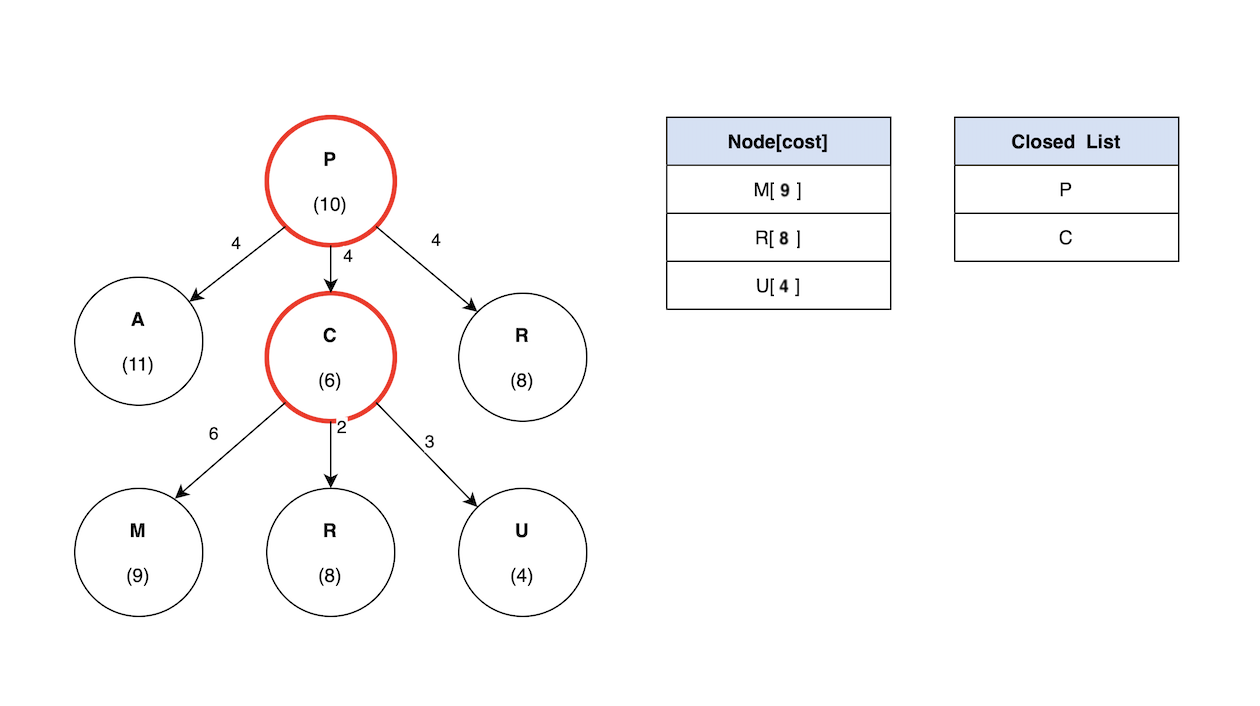 P
(10)
4
4
4
A
(11)
C
(6)
R
(8)
6
2
3
M
(9)
R
(8)
U
(4)
Node[cost]
M[ 9 ]
R[ 8 ]
U[ 4 ]
Closed List
P
C